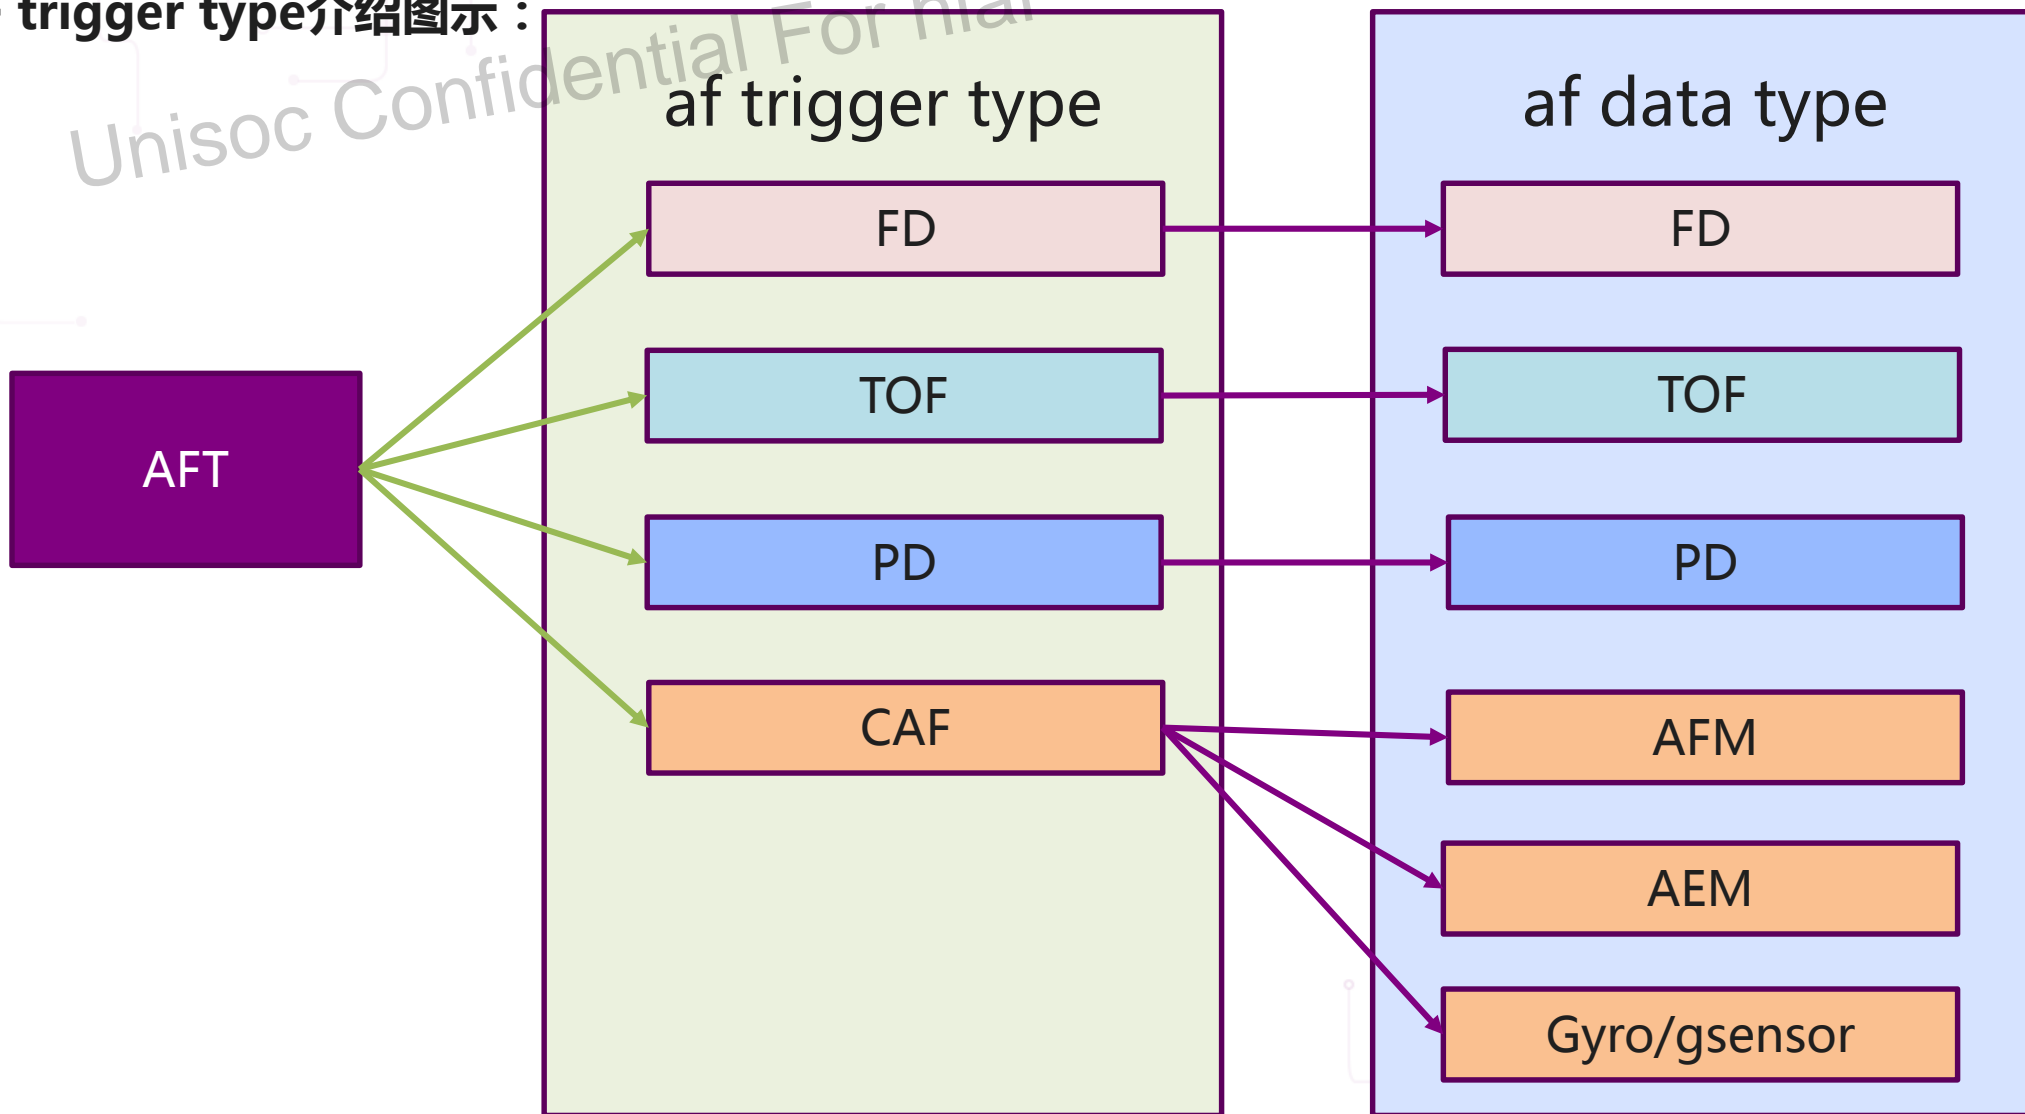 trigger type介绍图示：
Unisoc Confidential For hiar
af trigger type
af data type
FD
FD
TOF
TOF
AFT
PD
PD
CAF
AFM
AEM
Gyro/gsensor